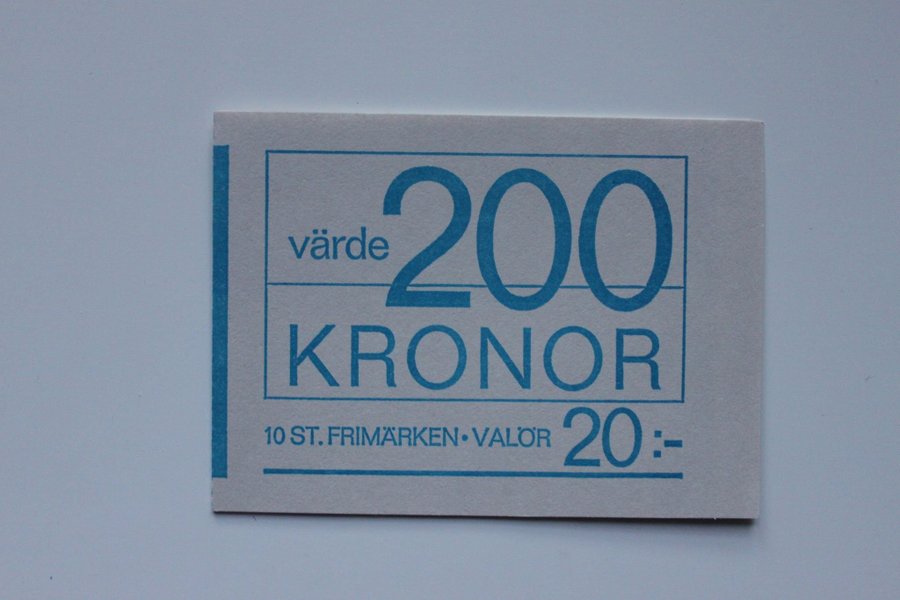 värde 200
KRONOR
10 ST. FRIMÄRKEN • VALÖR 20:-